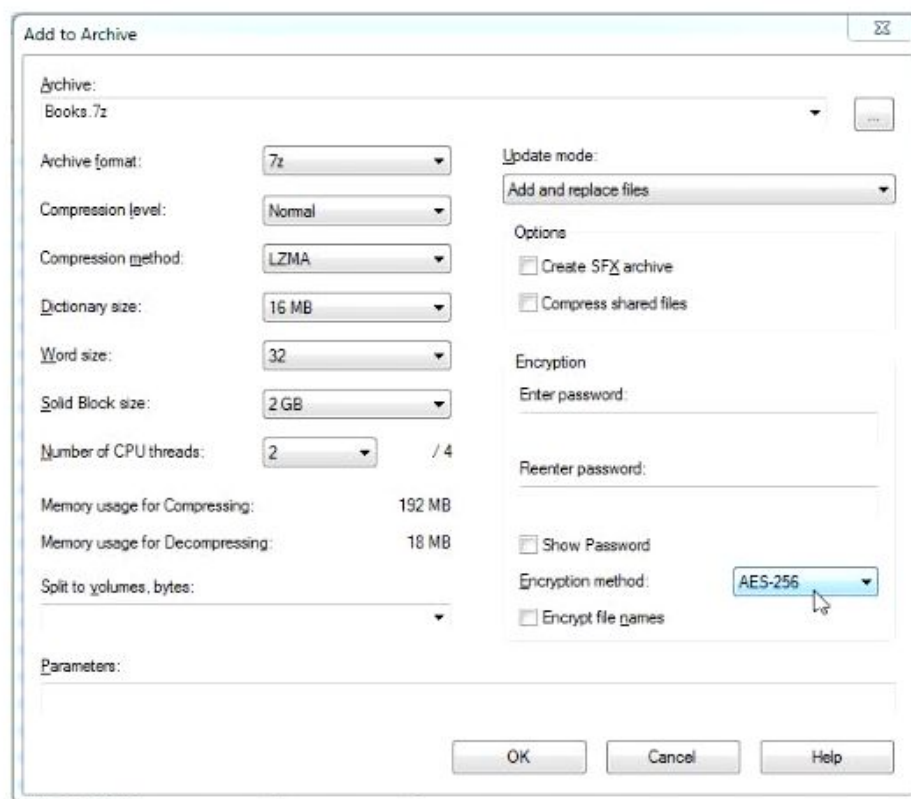 Add to Archive
Archive:
Books.7z
...
Archive format:
7z
Compression level:
Normal
Compression method:
LZMA
Dictionary size:
16 MB
Word size:
32
Solid Block size:
2 GB
Number of CPU threads:
2
/ 4
Memory usage for Compressing:
192 MB
Memory usage for Decompressing:
18 MB
Split to volumes, bytes:
Update mode:
Add and replace files
Options
Create SFX archive
Compress shared files
Encryption
Enter password:
Reenter password:
Show Password
Encryption method:
AES-256
Encrypt file names
Parameters:
OK
Cancel
Help